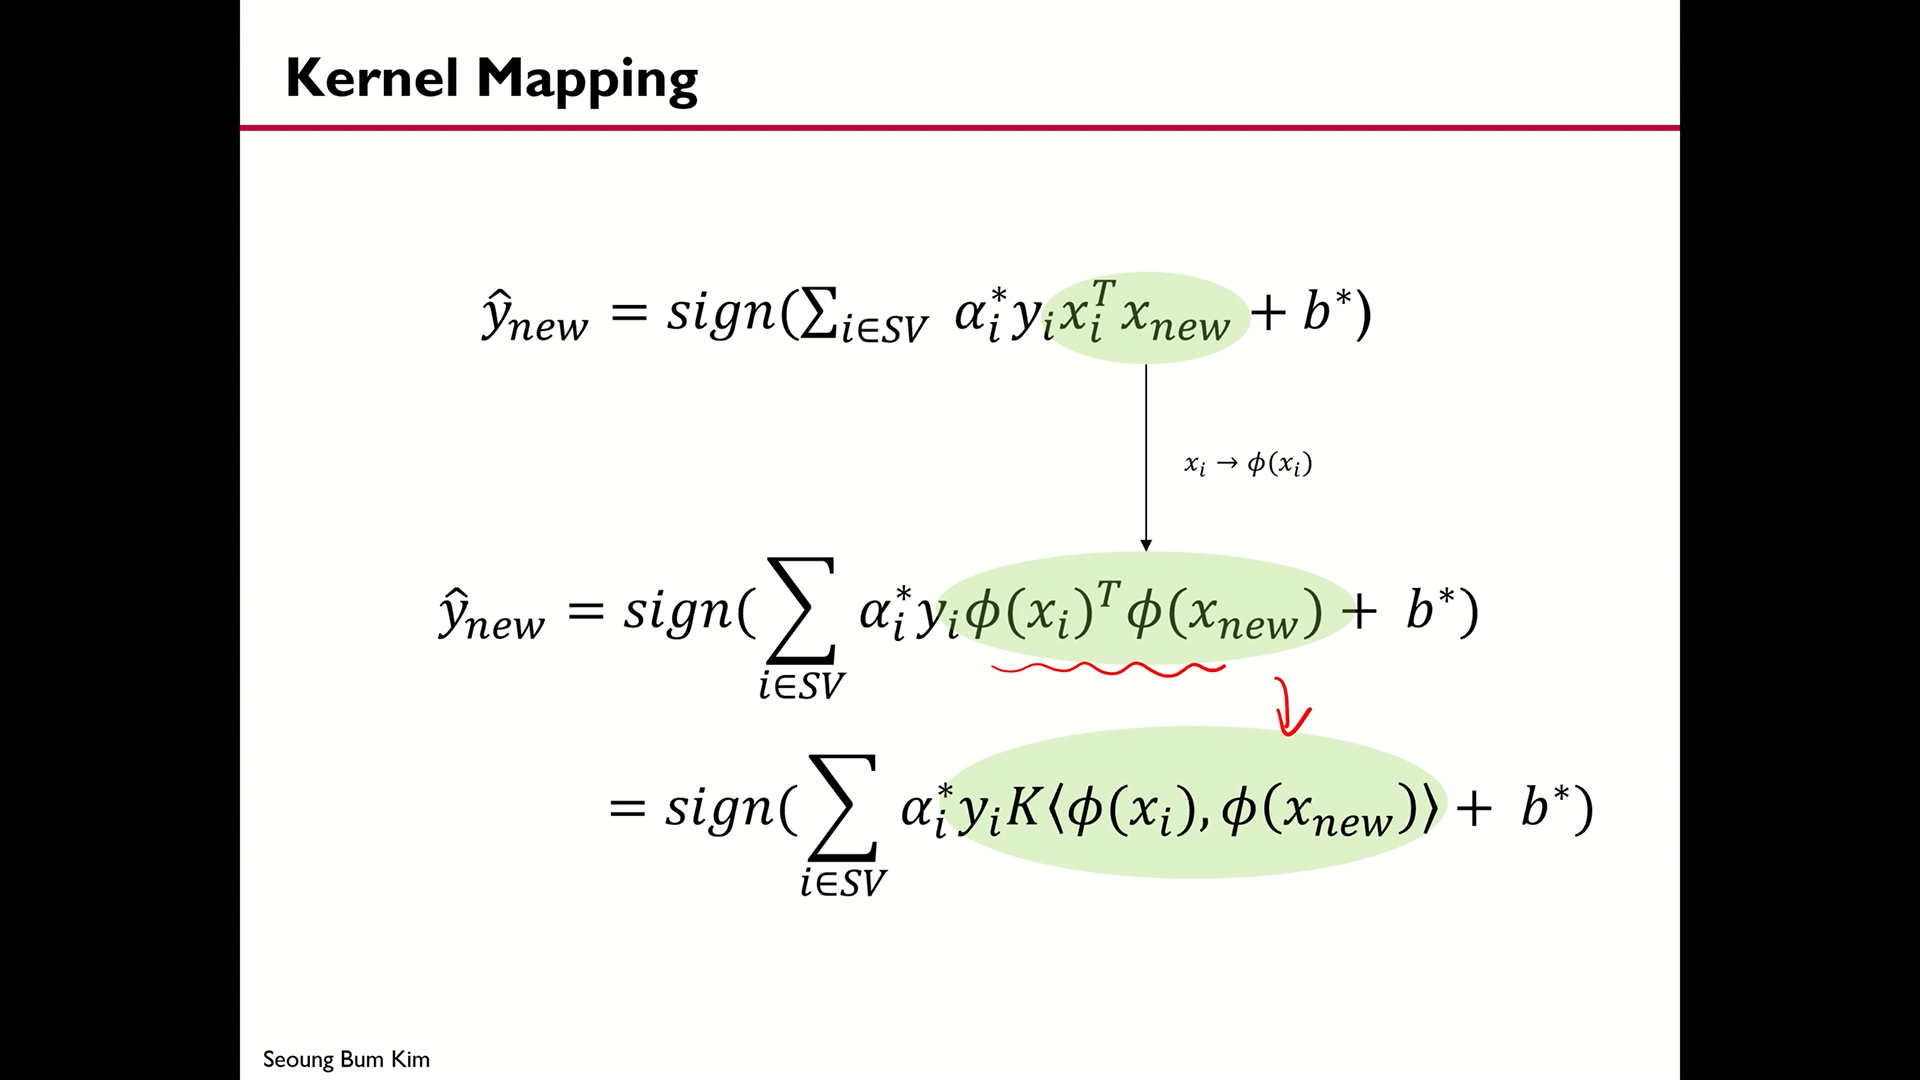 Kernel Mapping
ŷ_new = sign(∑_{i∈SV} α_i^* y_i x_i^T x_new + b^*)
x_i → ϕ(x_i)
ŷ_new = sign(∑_{i∈SV} α_i^* y_i ϕ(x_i)^T ϕ(x_new) + b^*)
= sign(∑_{i∈SV} α_i^* y_i K⟨ϕ(x_i), ϕ(x_new)⟩ + b^*)
Seoung Bum Kim